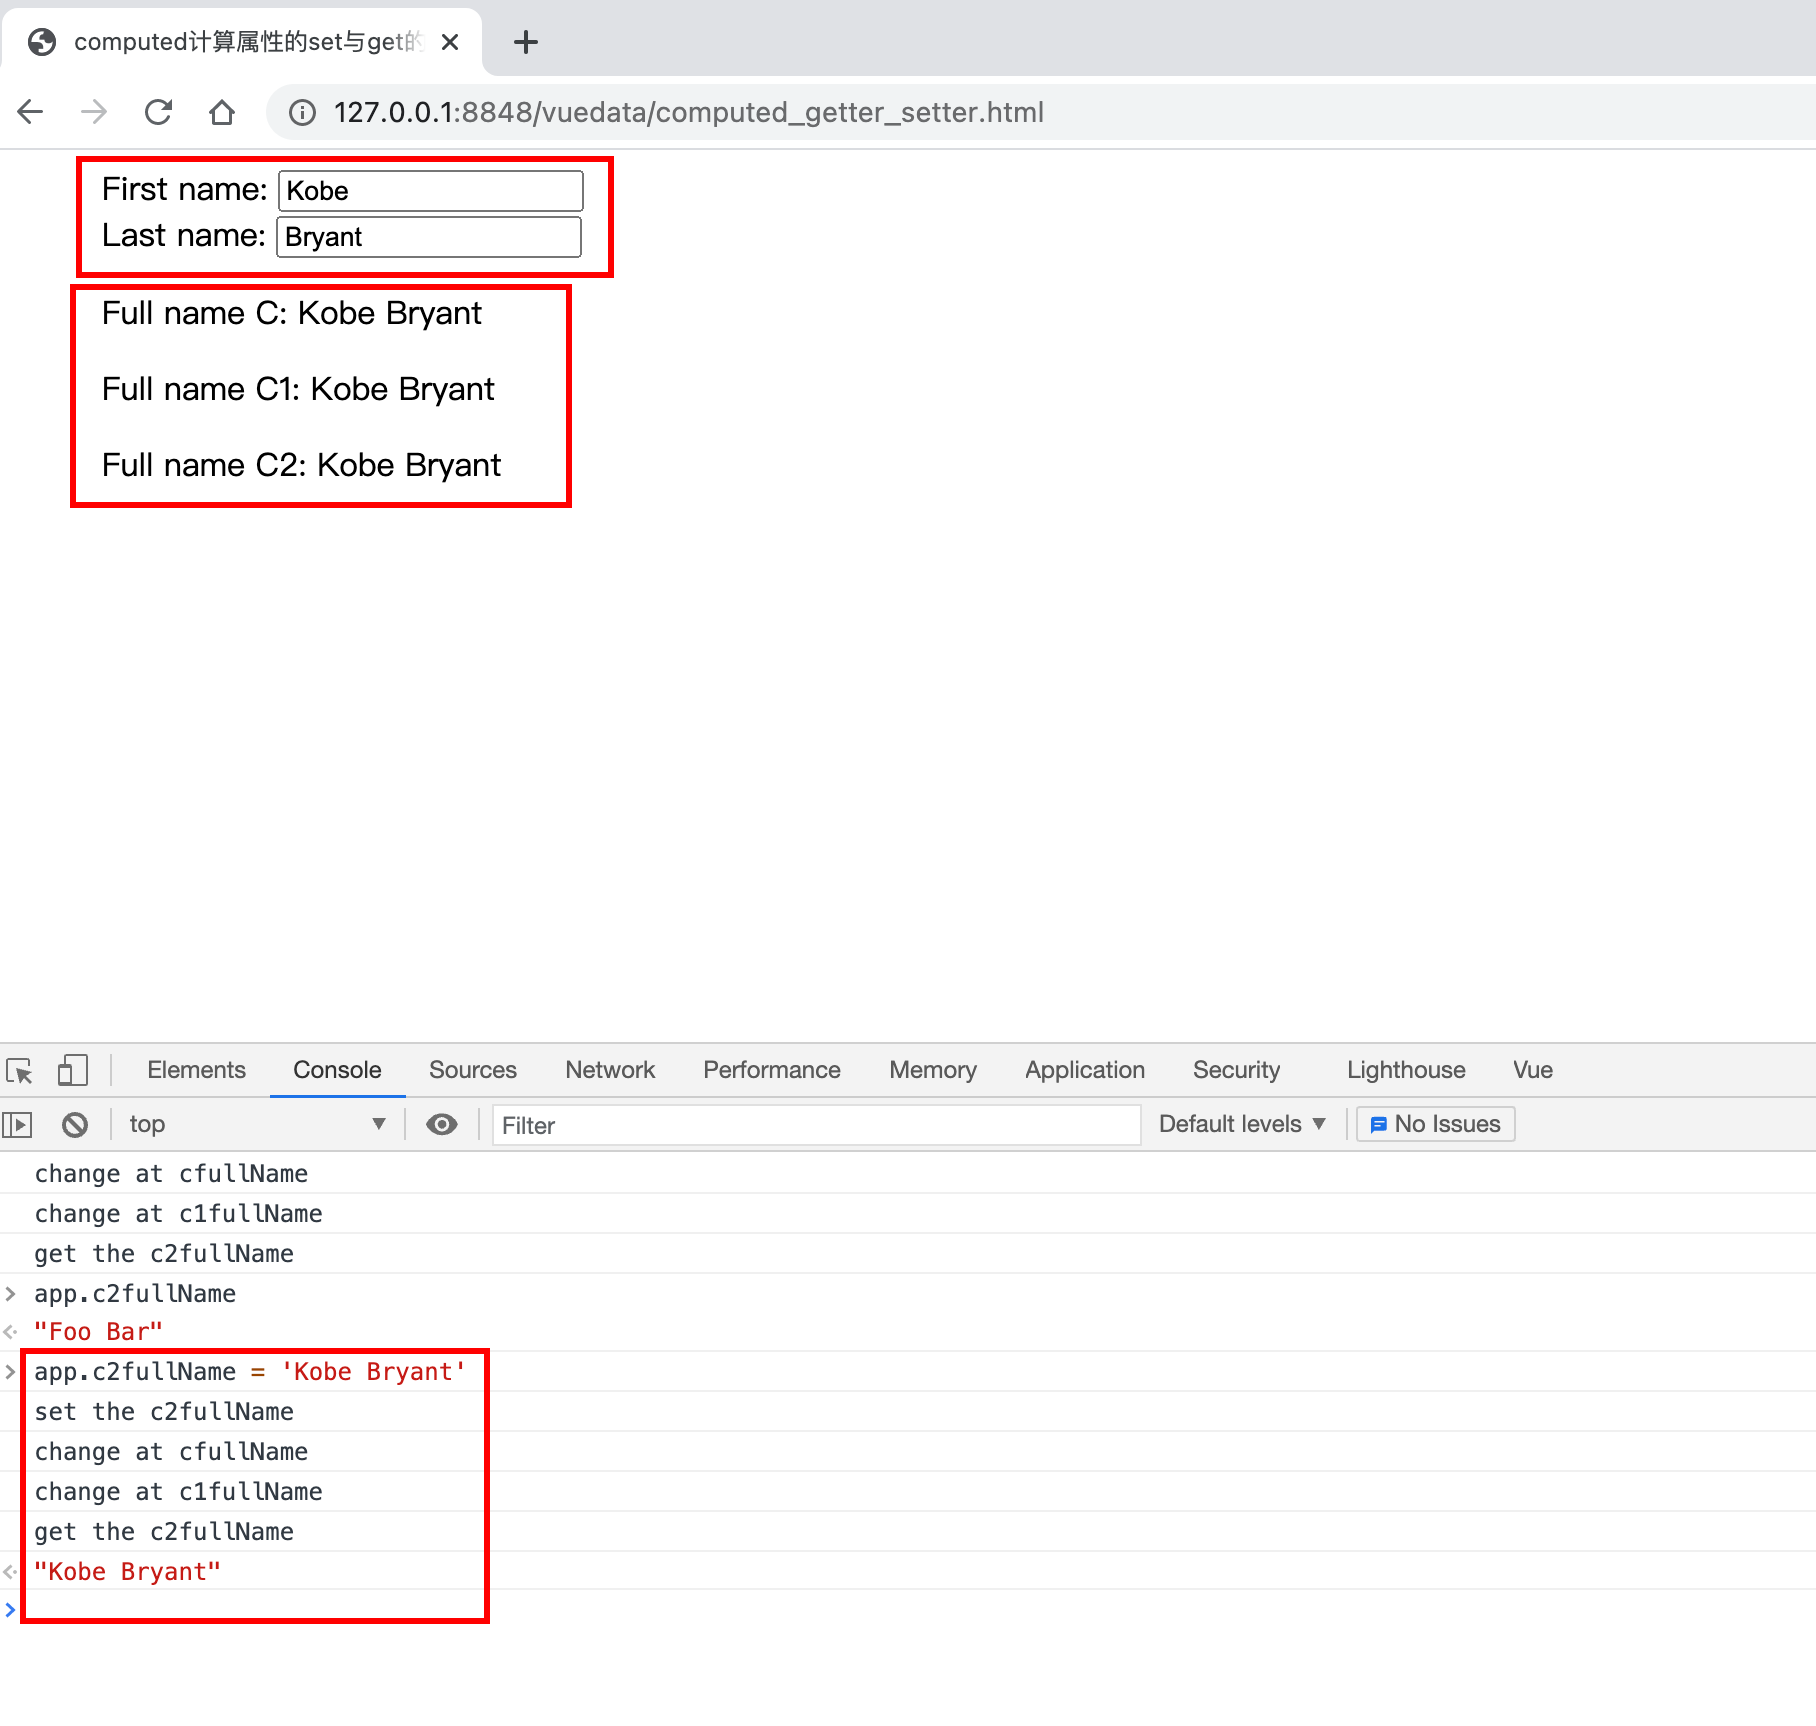 computed计算属性的set与get的
127.0.0.1:8848/vuedata/computed_getter_setter.html
First name: Kobe
Last name: Bryant
Full name C: Kobe Bryant
Full name C1: Kobe Bryant
Full name C2: Kobe Bryant
Elements Console Sources Network Performance Memory Application Security Lighthouse Vue
top Filter Default levels No Issues
change at cfullName
change at c1fullName
get the c2fullName
app.c2fullName
"Foo Bar"
app.c2fullName = 'Kobe Bryant'
set the c2fullName
change at cfullName
change at c1fullName
get the c2fullName
"Kobe Bryant"